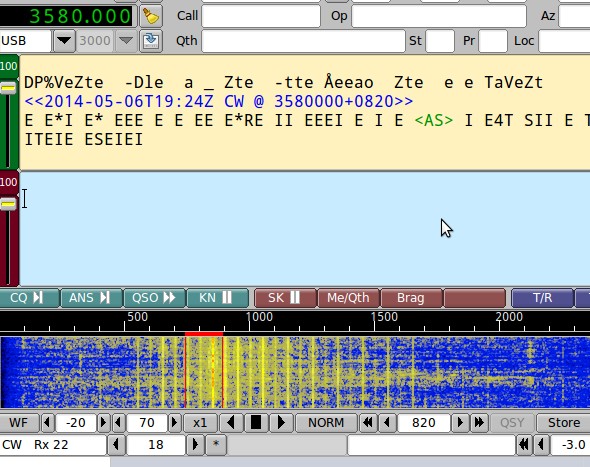 3580.000 Call Op Az
USB 3000 Qth St Pr Loc
100
DP%VeZte -Dle a _ Zte -tte Åeeao Zte e e TaVeZt
<<2014-05-06T19:24Z CW @ 3580000+0820>>
E E*I E* EEE E E EE E*RE II EEEI E I E <AS> I E4T SII E T
ITEIE ESEIEI
100
CQ ANS QSO KN SK Me/Qth Brag T/R
500 1000 1500 2000
WF -20 70 x1 NORM 820 QSY Store
CW Rx 22 18 * -3.0